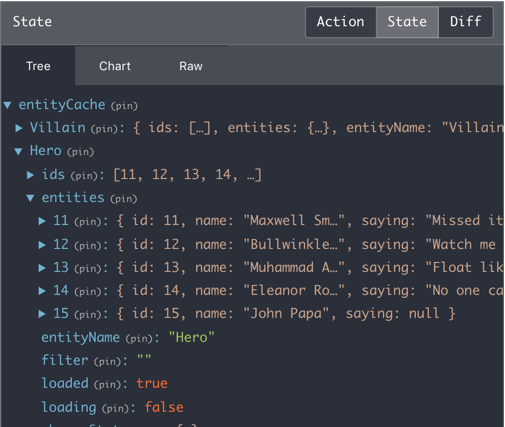 State Action State Diff
Tree Chart Raw
▼ entityCache (pin)
▶ Villain (pin): { ids: […], entities: {…}, entityName: "Villain
▼ Hero (pin)
▶ ids (pin): [11, 12, 13, 14, …]
▼ entities (pin)
▶ 11 (pin): { id: 11, name: "Maxwell Sm…", saying: "Missed it
▶ 12 (pin): { id: 12, name: "Bullwinkle…", saying: "Watch me
▶ 13 (pin): { id: 13, name: "Muhammad A…", saying: "Float lik
▶ 14 (pin): { id: 14, name: "Eleanor Ro…", saying: "No one ca
▶ 15 (pin): { id: 15, name: "John Papa", saying: null }
entityName (pin): "Hero"
filter (pin): ""
loaded (pin): true
loading (pin): false